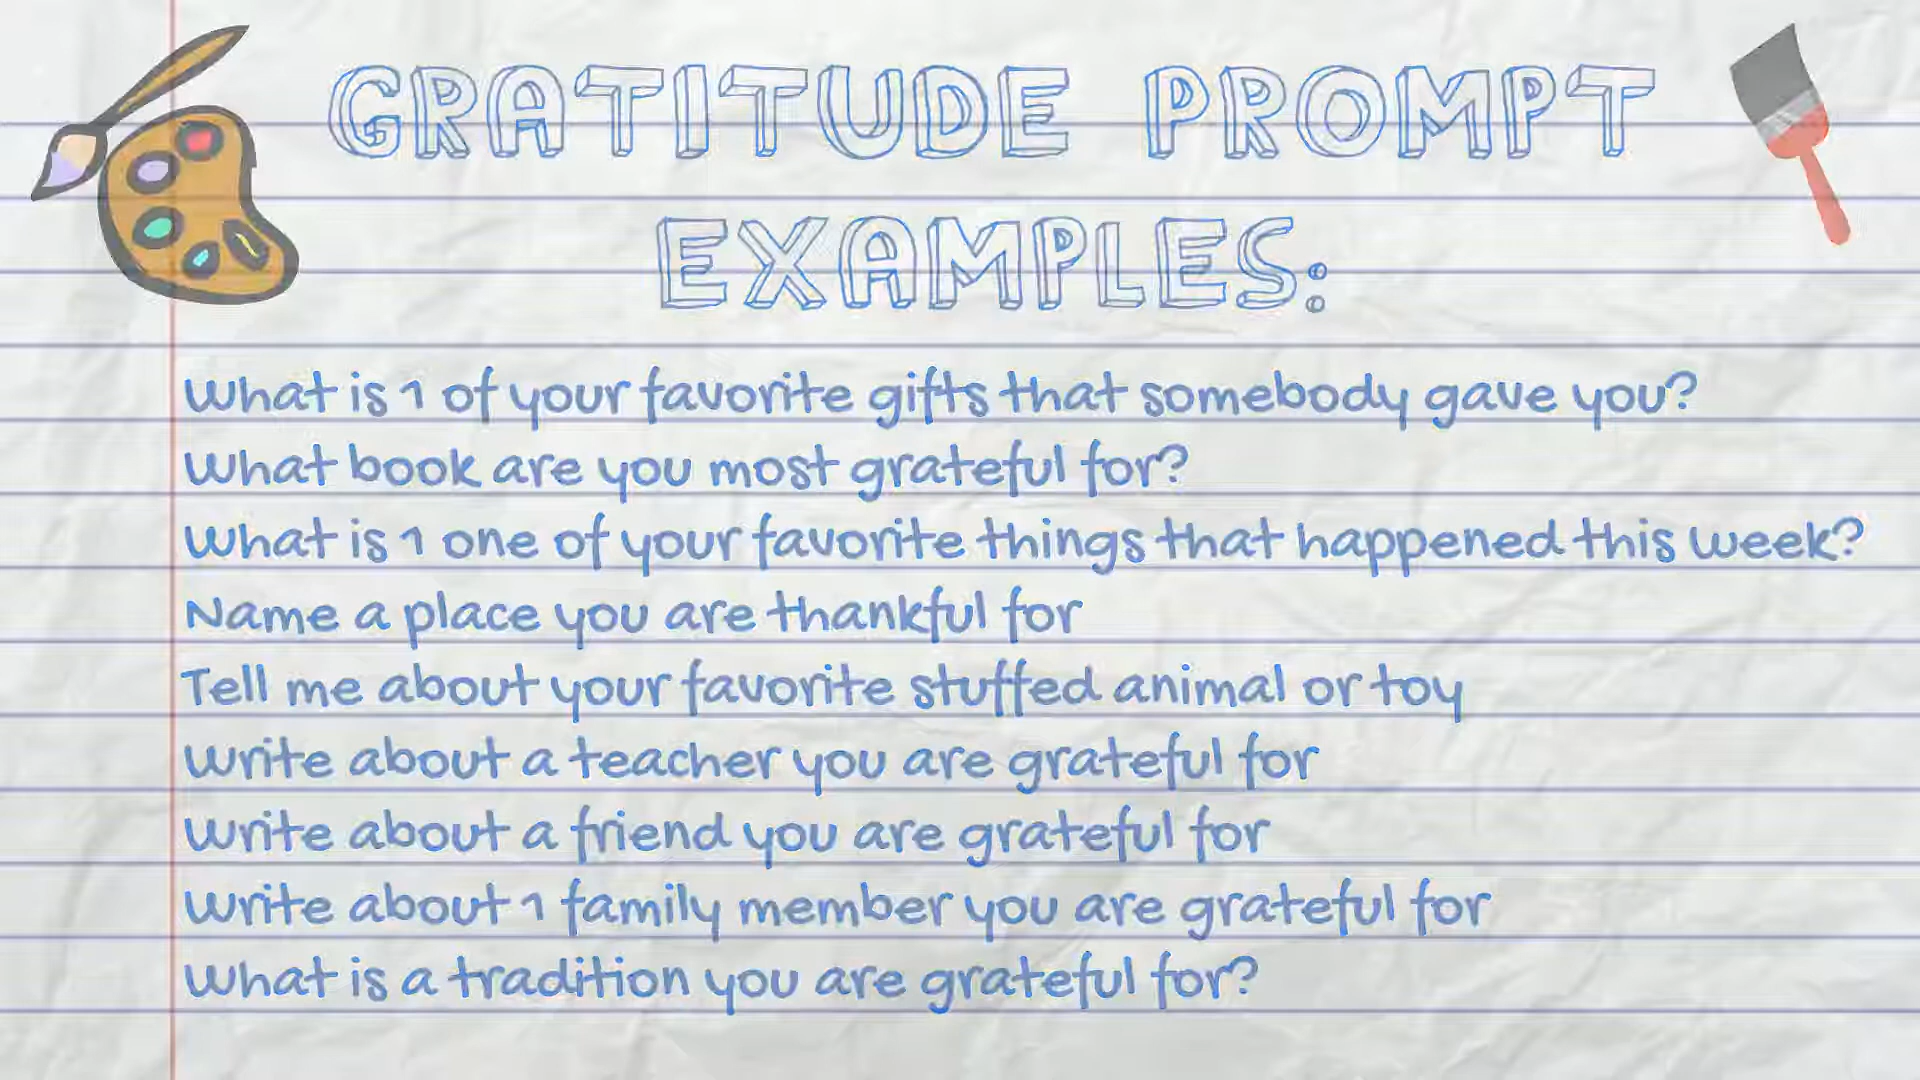 GRATITUDE PROMPT
EXAMPLES:
What is 1 of your favorite gifts that somebody gave you?
What book are you most grateful for?
What is 1 one of your favorite things that happened this week?
Name a place you are thankful for
Tell me about your favorite stuffed animal or toy
Write about a teacher you are grateful for
Write about a friend you are grateful for
Write about 1 family member you are grateful for
What is a tradition you are grateful for?